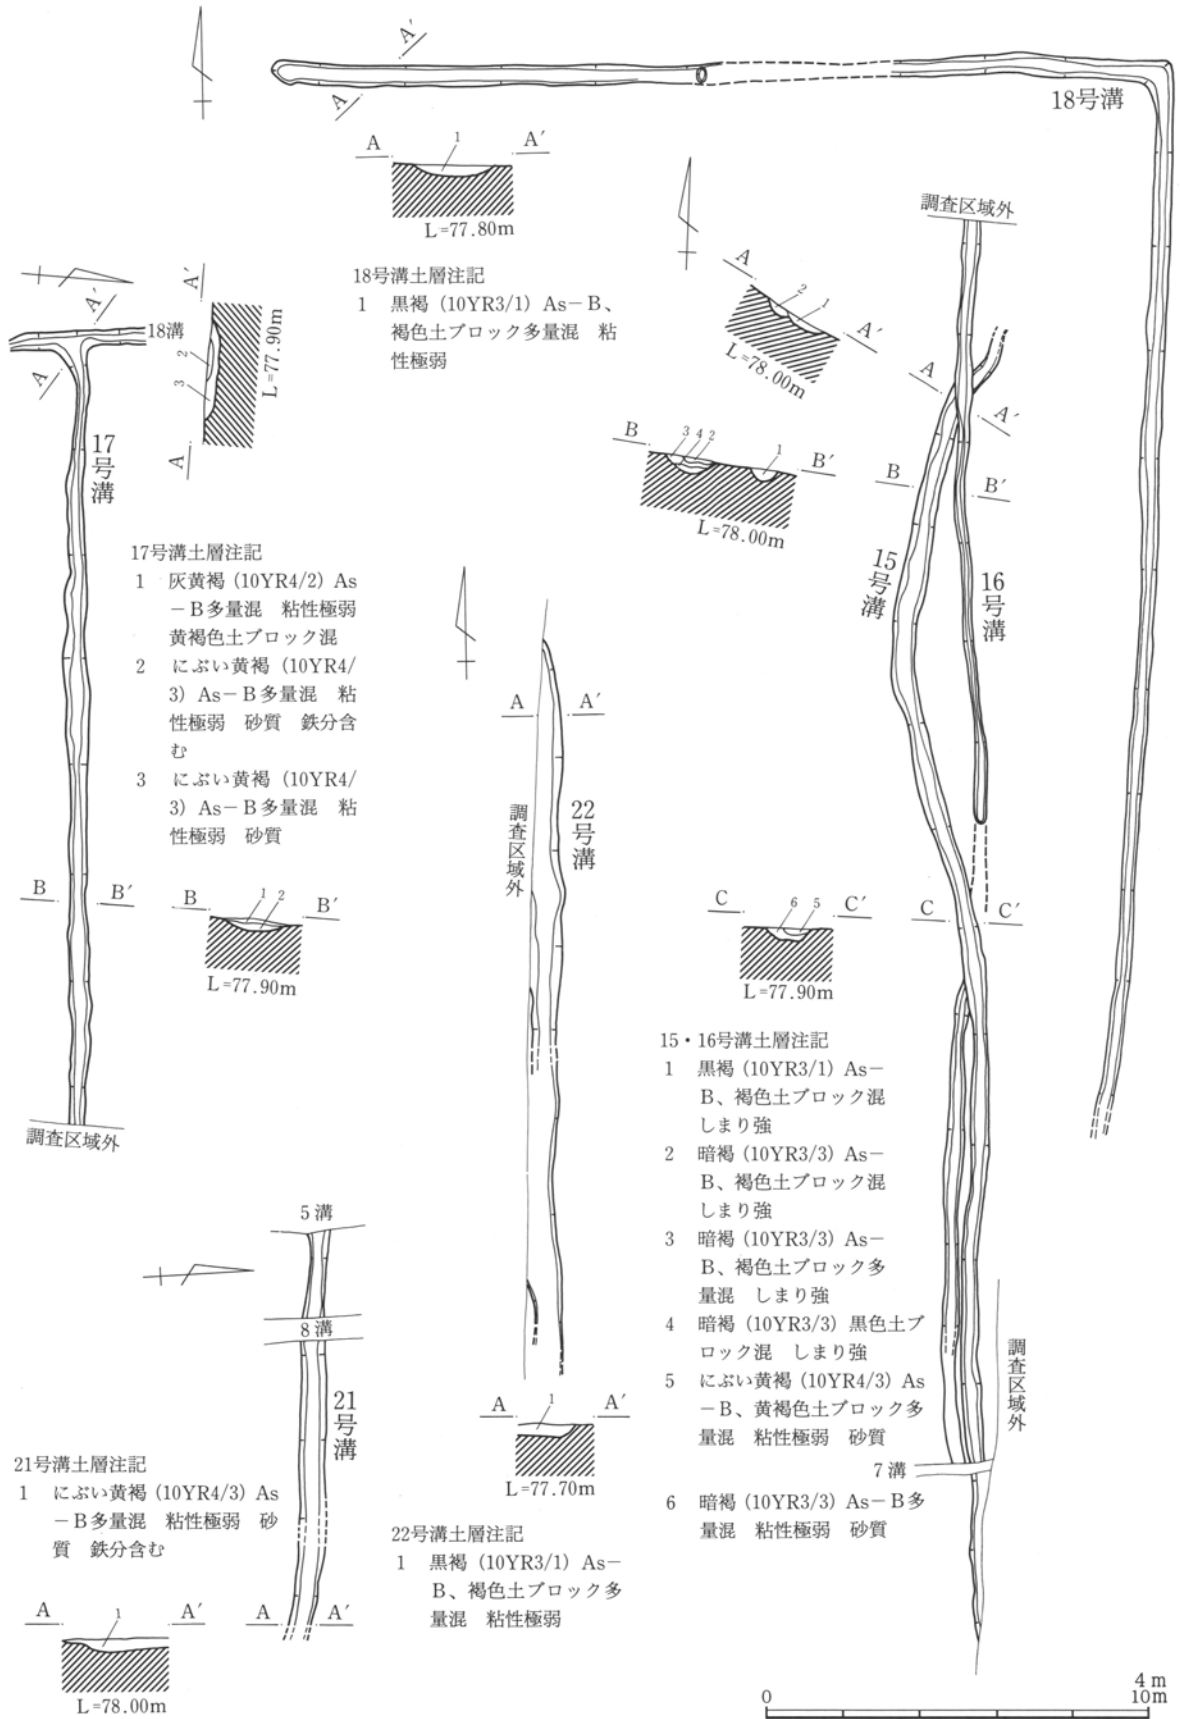 A′
A
18号溝
A
1
A′
L=77.80m
18号溝土層注記
1 黒褐 (10YR3/1) As－B、
褐色土ブロック多量混 粘
性極弱
A′
18溝
A
17号溝
A′
2
3
A
L=77.90m
17号溝土層注記
1 灰黄褐 (10YR4/2) As
－B多量混 粘性極弱
黄褐色土ブロック混
2 にぶい黄褐 (10YR4/
3) As－B多量混 粘
性極弱 砂質 鉄分含
む
3 にぶい黄褐 (10YR4/
3) As－B多量混 粘
性極弱 砂質
B
B′
B
1 2
B′
L=77.90m
調査区域外
調査区域外
A
2
1
A′
L=78.00m
B
3 4 2
1
B′
L=78.00m
A
A′
B
B′
15号溝
16号溝
C
6 5
C′
L=77.90m
C
C′
15・16号溝土層注記
1 黒褐 (10YR3/1) As－
B、褐色土ブロック混
しまり強
2 暗褐 (10YR3/3) As－
B、褐色土ブロック混
しまり強
3 暗褐 (10YR3/3) As－
B、褐色土ブロック多
量混 しまり強
4 暗褐 (10YR3/3) 黒色土ブ
ロック混 しまり強
5 にぶい黄褐 (10YR4/3) As
－B、黄褐色土ブロック多
量混 粘性極弱 砂質
6 暗褐 (10YR3/3) As－B多
量混 粘性極弱 砂質
調査区域外
7溝
A
A′
調査区域外
22号溝
A
1
A′
L=77.70m
22号溝土層注記
1 黒褐 (10YR3/1) As－
B、褐色土ブロック多
量混 粘性極弱
5溝
8溝
21号溝
21号溝土層注記
1 にぶい黄褐 (10YR4/3) As
－B多量混 粘性極弱 砂
質 鉄分含む
A
1
A′
L=78.00m
A
A′
0
4m
10m